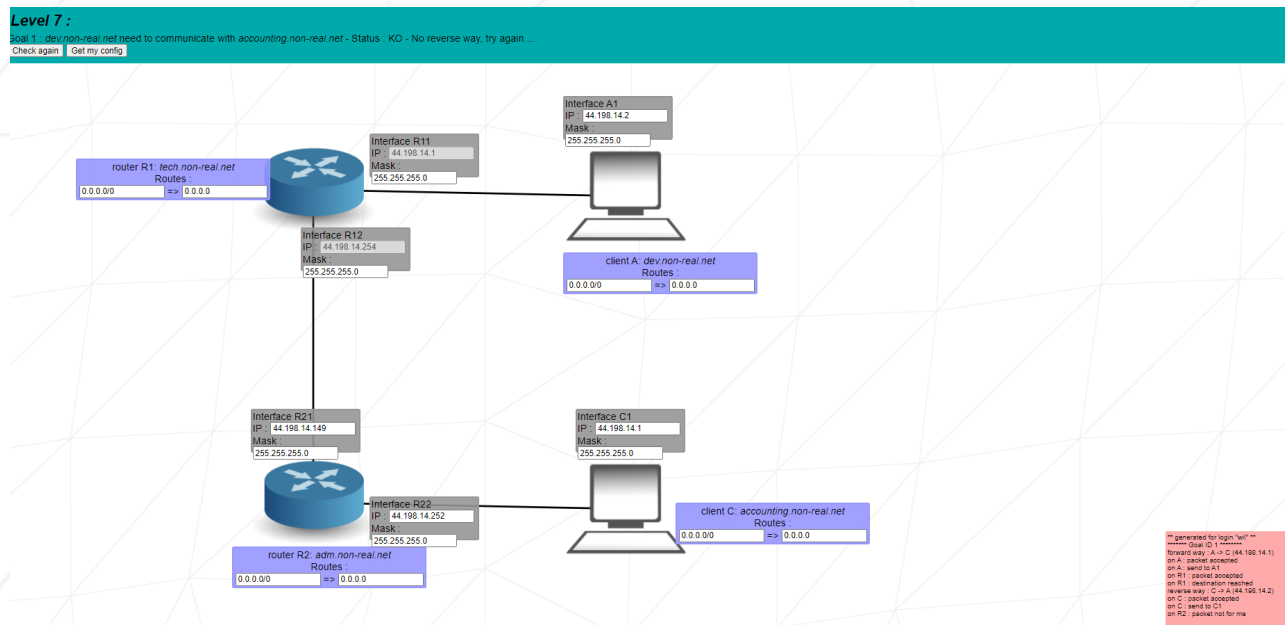 Level 7 :
Goal 1 : dev.non-real.net need to communicate with accounting.non-real.net - Status : KO - No reverse way, try again ...
Check again Get my config
Interface A1
IP : 44.198.14.2
Mask :
255.255.255.0
Interface R11
IP : 44.198.14.1
Mask :
255.255.255.0
router R1: tech.non-real.net
Routes :
0.0.0.0/0 => 0.0.0.0
Interface R12
IP : 44.198.14.254
Mask :
255.255.255.0
client A: dev.non-real.net
Routes :
0.0.0.0/0 => 0.0.0.0
Interface R21
IP : 44.198.14.149
Mask :
255.255.255.0
Interface C1
IP : 44.198.14.1
Mask :
255.255.255.0
Interface R22
IP : 44.198.14.252
Mask :
255.255.255.0
client C: accounting.non-real.net
Routes :
0.0.0.0/0 => 0.0.0.0
router R2: adm.non-real.net
Routes :
0.0.0.0/0 => 0.0.0.0
** generated for login "wil" **
******* Goal ID 1 ********
forward way : A -> C (44.198.14.1)
on A : packet accepted
on A : send to A1
on R1 : packet accepted
on R1 : destination reached
reverse way : C -> A (44.198.14.2)
on C : packet accepted
on C : send to C1
on R2 : packet not for me